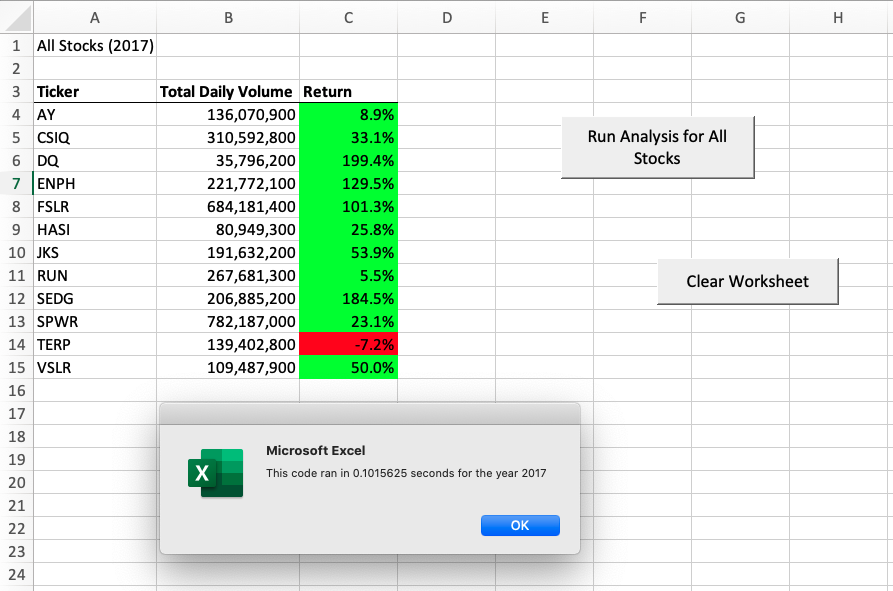 A B C D E F G H
1 All Stocks (2017)
2
3 Ticker Total Daily Volume Return
4 AY 136,070,900 8.9%
5 CSIQ 310,592,800 33.1%
6 DQ 35,796,200 199.4%
7 ENPH 221,772,100 129.5%
8 FSLR 684,181,400 101.3%
9 HASI 80,949,300 25.8%
10 JKS 191,632,200 53.9%
11 RUN 267,681,300 5.5%
12 SEDG 206,885,200 184.5%
13 SPWR 782,187,000 23.1%
14 TERP 139,402,800 -7.2%
15 VSLR 109,487,900 50.0%
16
17
18
19
20
21
22
23
24
Run Analysis for All
Stocks
Clear Worksheet
X
Microsoft Excel
This code ran in 0.1015625 seconds for the year 2017
OK